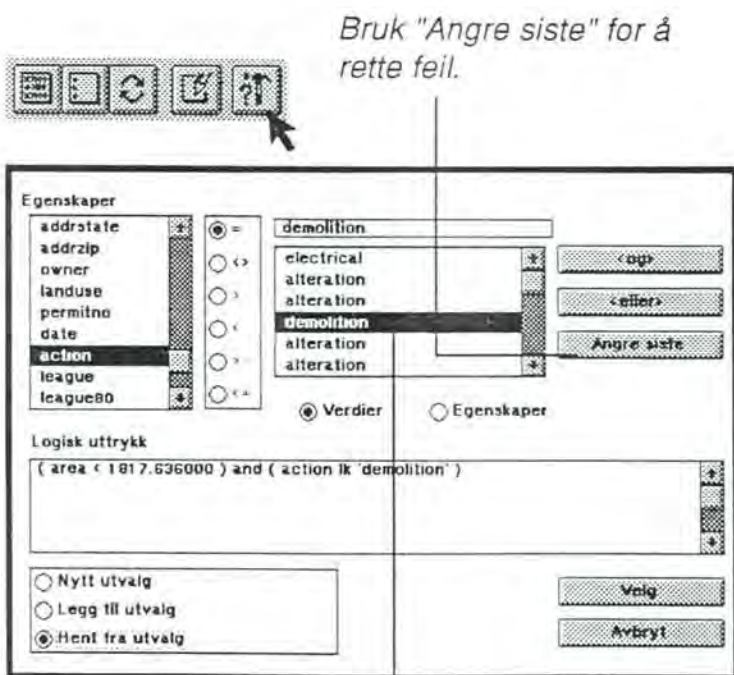 Bruk "Angre siste" for å
rette feil.
Egenskaper
addrstate
addrzip
owner
landuse
permitno
date
action
league
league80
=
<>
>
<
>=
<=
demolition
electrical
alteration
alteration
demolition
alteration
alteration
<og>
<eller>
Angre siste
Verdier
Egenskaper
Logisk uttrykk
( area < 1817.636000 ) and ( action lk 'demolition' )
Nytt utvalg
Legg til utvalg
Hent fra utvalg
Velg
Avbryt